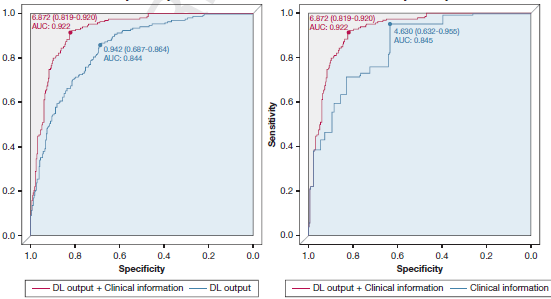 1.0
0.8
0.6
0.4
0.2
0.0
6.872 (0.819-0.920)
AUC: 0.922
0.942 (0.687-0.864)
AUC: 0.844
1.0 0.8 0.6 0.4 0.2 0.0
Specificity
DL output + Clinical information DL output
Sensitivity
1.0
0.8
0.6
0.4
0.2
0.0
6.872 (0.819-0.920)
AUC: 0.922
4.630 (0.632-0.955)
AUC: 0.845
1.0 0.8 0.6 0.4 0.2 0.0
Specificity
DL output + Clinical information Clinical information